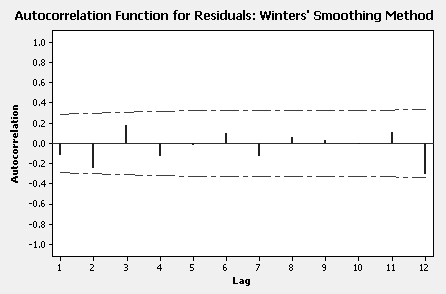 Autocorrelation Function for Residuals: Winters' Smoothing Method
1.0
0.8
0.6
0.4
0.2
0.0
-0.2
-0.4
-0.6
-0.8
-1.0
Autocorrelation
1 2 3 4 5 6 7 8 9 10 11 12
Lag